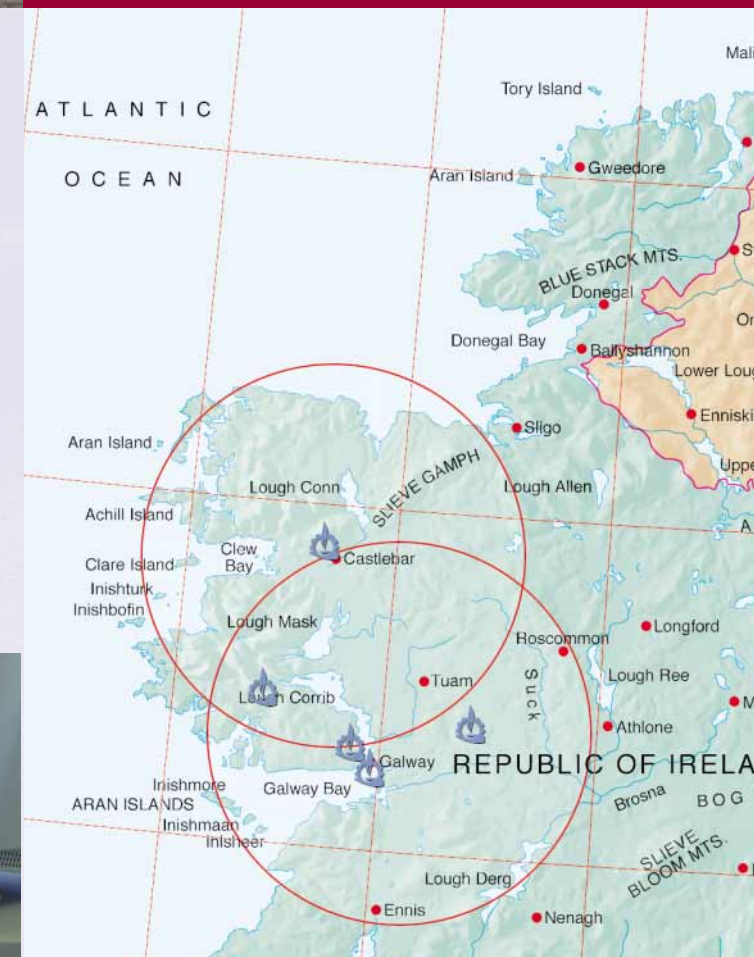 Mali
Tory Island
ATLANTIC
OCEAN
Aran Island
Gweedore
S
BLUE STACK MTS.
Donegal
Donegal Bay
Ballyshannon
Lower Loug
Enniski
Sligo
Aran Island
Uppe
SLIEVE GAMPH
Lough Conn
Lough Allen
Achill Island
A
Clew
Bay
Castlebar
Clare Island
Inishturk
Inishbofin
Lough Mask
Longford
Roscommon
Suck
Lough Ree
Tuam
Lough Corrib
M
Athlone
Galway
REPUBLIC OF IRELA
Inishmore
Galway Bay
ARAN ISLANDS
Brosna
BOG
Inishmaan
Inisheer
SLIEVE
BLOOM MTS.
Lough Derg
Ennis
Nenagh